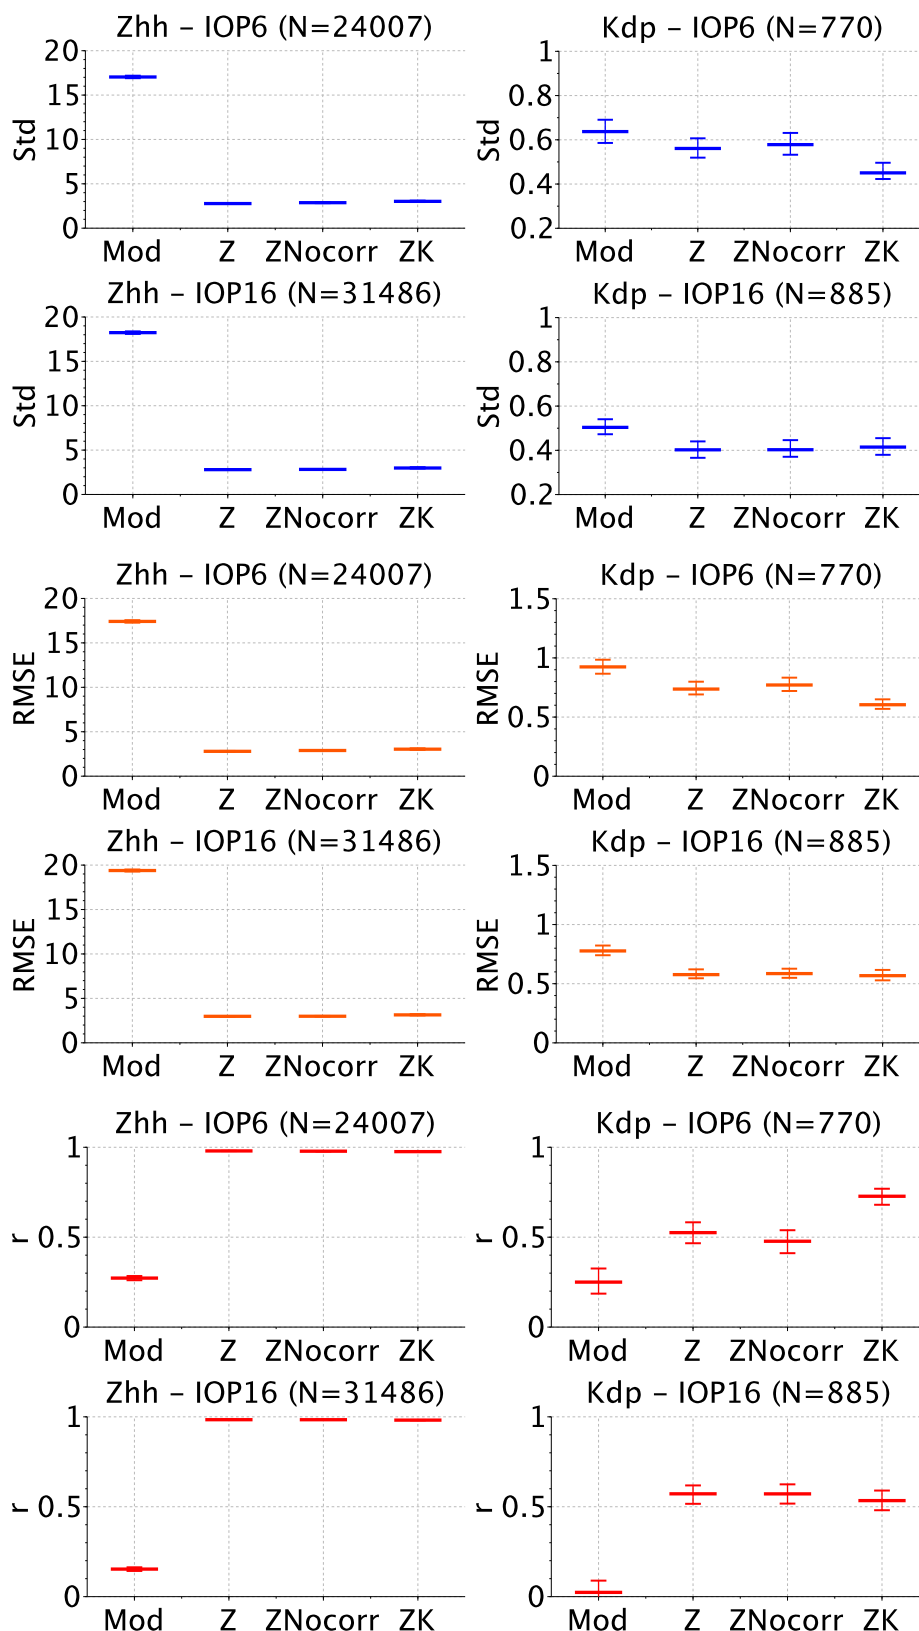 Zhh – IOP6 (N=24007)
20
15
10
5
0
Std
Mod Z ZNocorr ZK
Kdp – IOP6 (N=770)
1
0.8
0.6
0.4
0.2
Std
Mod Z ZNocorr ZK
Zhh – IOP16 (N=31486)
20
15
10
5
0
Std
Mod Z ZNocorr ZK
Kdp – IOP16 (N=885)
1
0.8
0.6
0.4
0.2
Std
Mod Z ZNocorr ZK
Zhh – IOP6 (N=24007)
20
15
10
5
0
RMSE
Mod Z ZNocorr ZK
Kdp – IOP6 (N=770)
1.5
1
0.5
0
RMSE
Mod Z ZNocorr ZK
Zhh – IOP16 (N=31486)
20
15
10
5
0
RMSE
Mod Z ZNocorr ZK
Kdp – IOP16 (N=885)
1.5
1
0.5
0
RMSE
Mod Z ZNocorr ZK
Zhh – IOP6 (N=24007)
1
0.5
0
r
Mod Z ZNocorr ZK
Kdp – IOP6 (N=770)
1
0.5
0
r
Mod Z ZNocorr ZK
Zhh – IOP16 (N=31486)
1
0.5
0
r
Mod Z ZNocorr ZK
Kdp – IOP16 (N=885)
1
0.5
0
r
Mod Z ZNocorr ZK